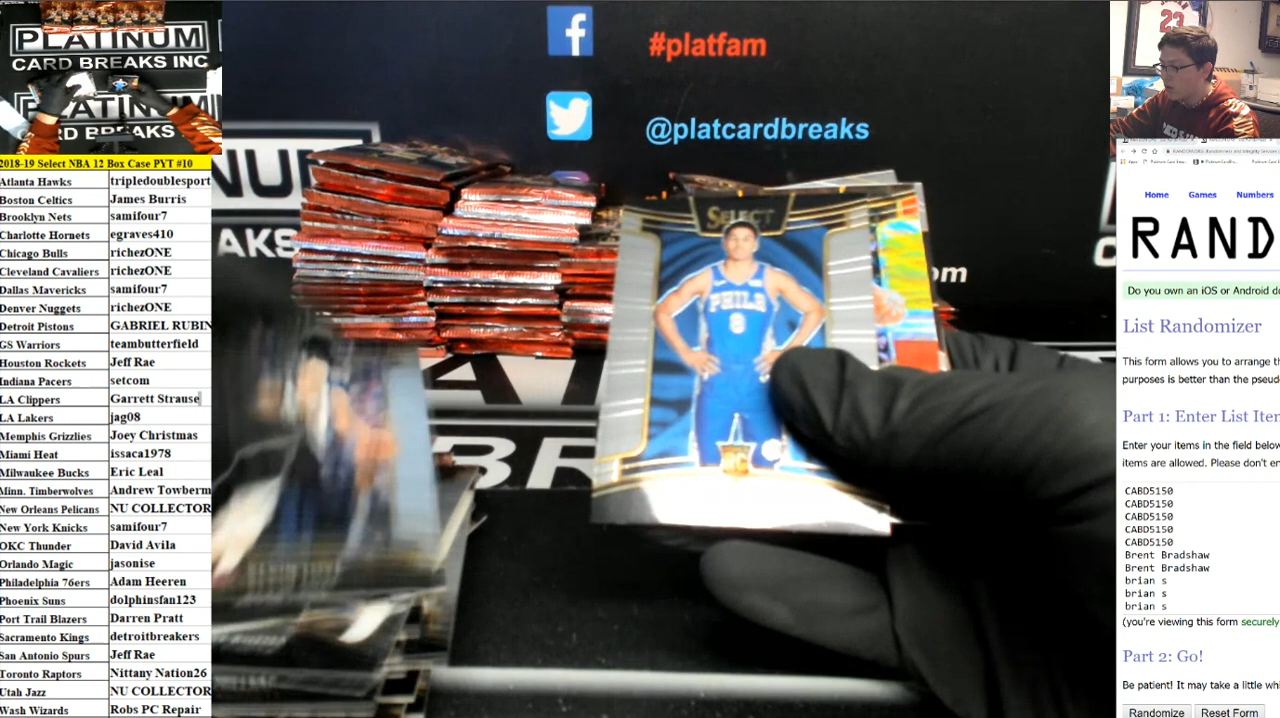 PLATINUM
CARD BREAKS INC
PLATINUM
CARD BREAKS
2018-19 Select NBA 12 Box Case PYT #10
Atlanta Hawks tripledoublesport
Boston Celtics James Burris
Brooklyn Nets samifour7
Charlotte Hornets egraves410
Chicago Bulls richezONE
Cleveland Cavaliers richezONE
Dallas Mavericks samifour7
Denver Nuggets richezONE
Detroit Pistons GABRIEL RUBIN
GS Warriors teambutterfield
Houston Rockets Jeff Rae
Indiana Pacers setcom
LA Clippers Garrett Strause
LA Lakers jag08
Memphis Grizzlies Joey Christmas
Miami Heat issaca1978
Milwaukee Bucks Eric Leal
Minn. Timberwolves Andrew Towberm
New Orleans Pelicans NU COLLECTOR
New York Knicks samifour7
OKC Thunder David Avila
Orlando Magic jasonise
Philadelphia 76ers Adam Heeren
Phoenix Suns dolphinsfan123
Port Trail Blazers Darren Pratt
Sacramento Kings detroitbreakers
San Antonio Spurs Jeff Rae
Toronto Raptors Nittany Nation26
Utah Jazz NU COLLECTOR
Wash Wizards Robs PC Repair
f
#platfam
@platcardbreaks
NUM
AKS
om
SELECT
PHILA
8
BR
23
Home Games Numbers
RAND
Do you own an iOS or Android de
List Randomizer
This form allows you to arrange th
purposes is better than the pseud
Part 1: Enter List Iter
Enter your items in the field below
items are allowed. Please don't en
CABD5150
CABD5150
CABD5150
CABD5150
CABD5150
Brent Bradshaw
Brent Bradshaw
brian s
brian s
brian s
(you're viewing this form securely
Part 2: Go!
Be patient! It may take a little whi
Randomize Reset Form